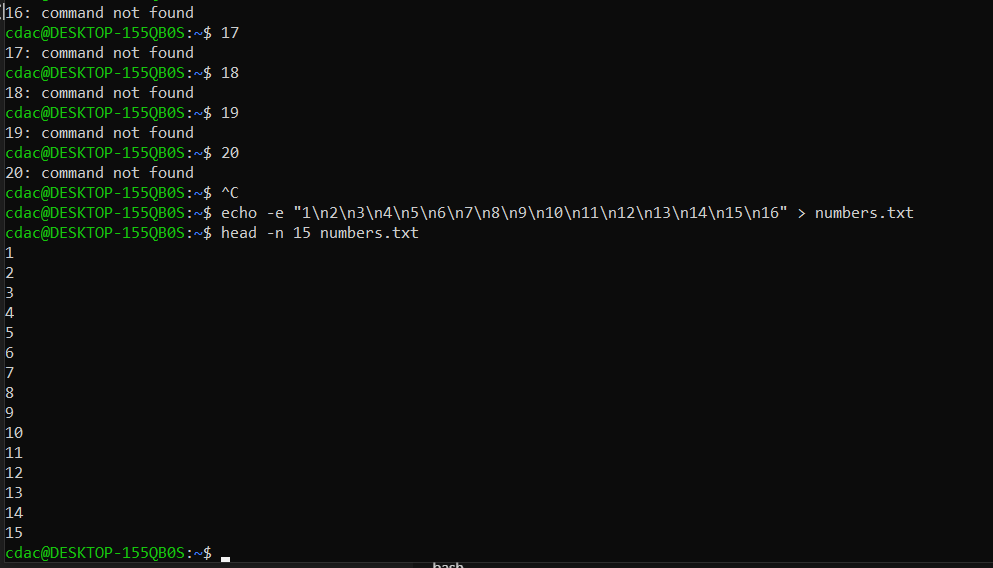 16: command not found
cdac@DESKTOP-155QB0S:~$ 17
17: command not found
cdac@DESKTOP-155QB0S:~$ 18
18: command not found
cdac@DESKTOP-155QB0S:~$ 19
19: command not found
cdac@DESKTOP-155QB0S:~$ 20
20: command not found
cdac@DESKTOP-155QB0S:~$ ^C
cdac@DESKTOP-155QB0S:~$ echo -e "1\n2\n3\n4\n5\n6\n7\n8\n9\n10\n11\n12\n13\n14\n15\n16" > numbers.txt
cdac@DESKTOP-155QB0S:~$ head -n 15 numbers.txt
1
2
3
4
5
6
7
8
9
10
11
12
13
14
15
cdac@DESKTOP-155QB0S:~$
bash